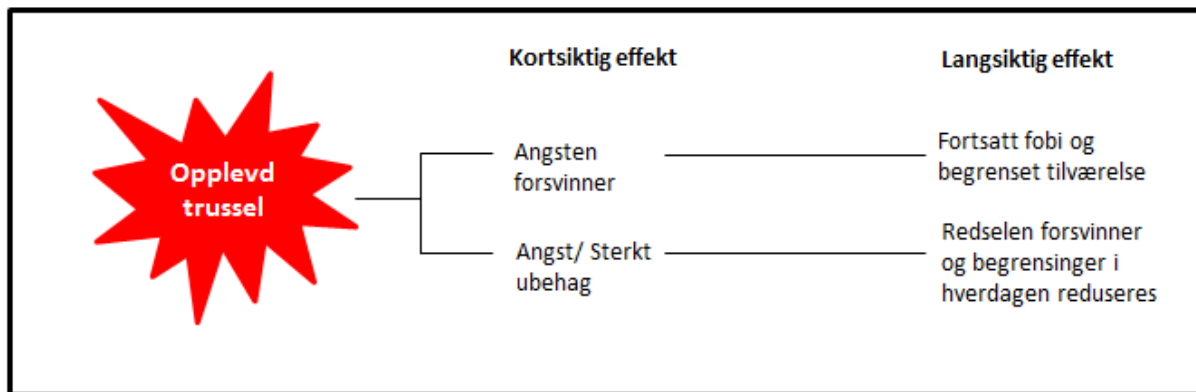 Kortsiktig effekt
Langsiktig effekt
Opplevd
trussel
Angsten
forsvinner
Fortsatt fobi og
begrenset tilværelse
Angst/ Sterkt
ubehag
Redselen forsvinner
og begrensinger i
hverdagen reduseres